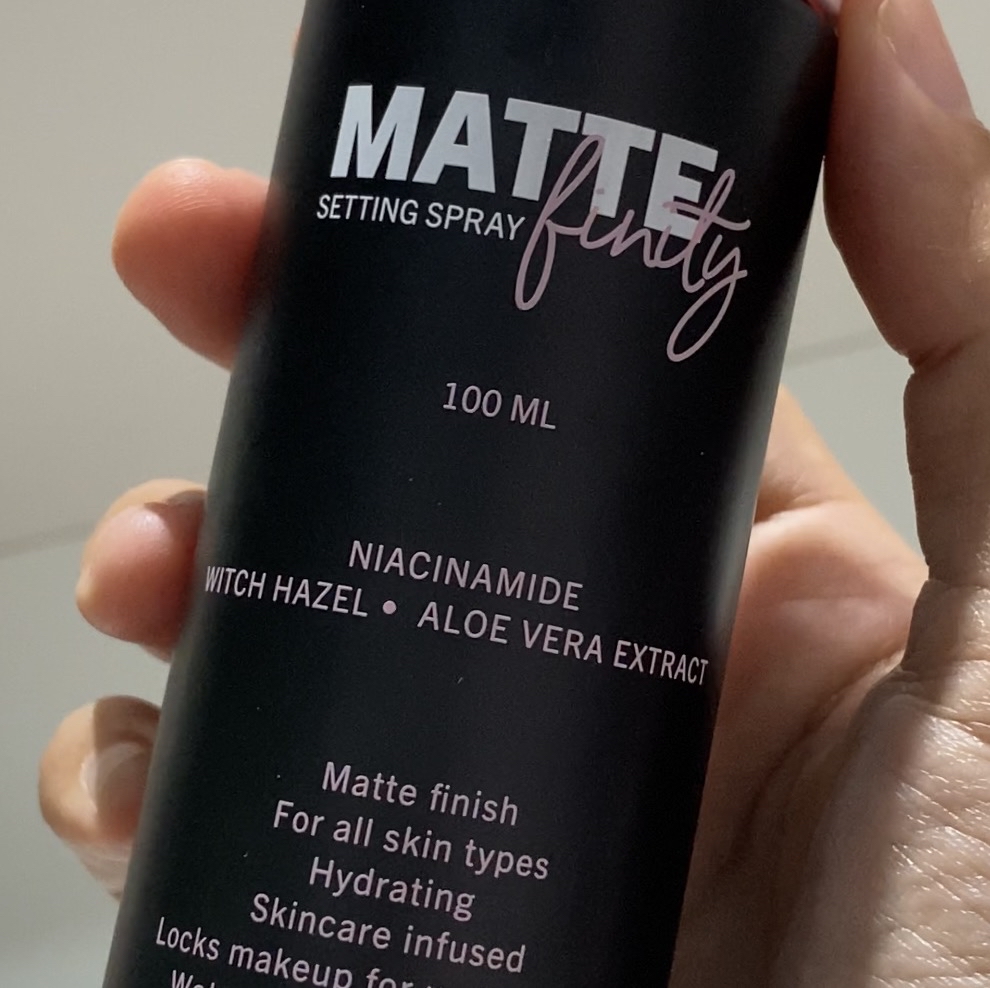 MATTE
finity
SETTING SPRAY
100 ML
NIACINAMIDE
WITCH HAZEL • ALOE VERA EXTRACT
Matte finish
For all skin types
Hydrating
Skincare infused
Locks makeup for